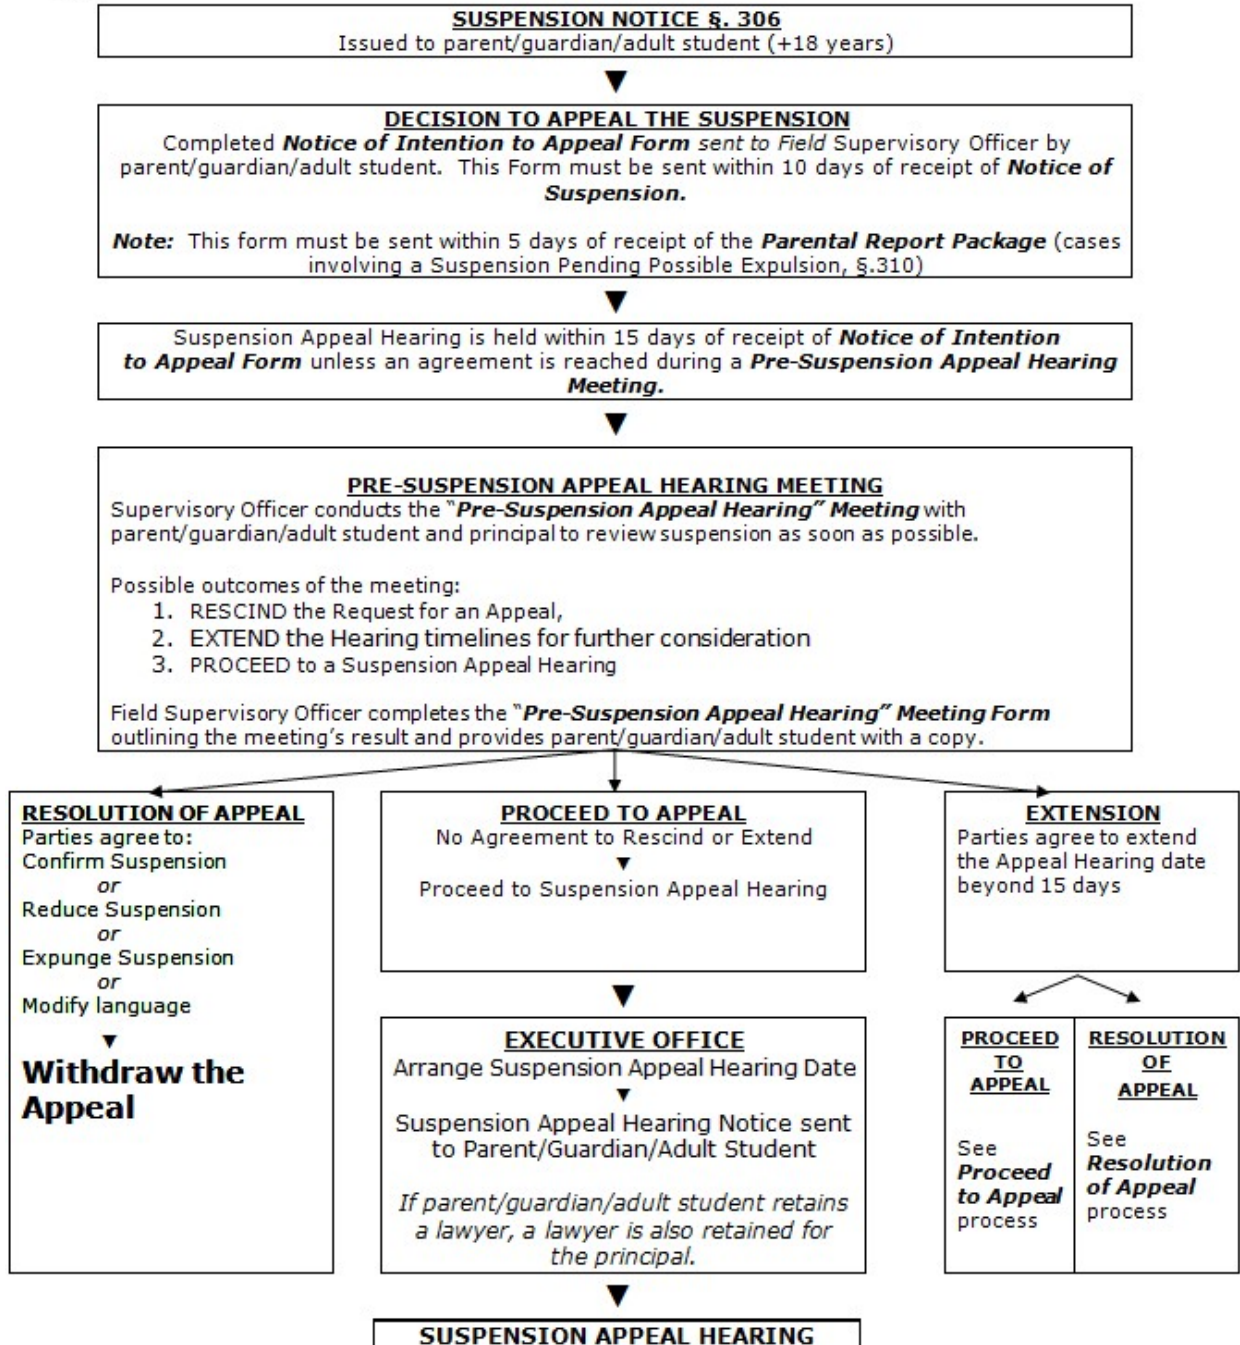 SUSPENSION NOTICE §. 306
Issued to parent/guardian/adult student (+18 years)
DECISION TO APPEAL THE SUSPENSION
Completed Notice of Intention to Appeal Form sent to Field Supervisory Officer by
parent/guardian/adult student. This Form must be sent within 10 days of receipt of Notice of
Suspension.
Note: This form must be sent within 5 days of receipt of the Parental Report Package (cases
involving a Suspension Pending Possible Expulsion, §.310)
Suspension Appeal Hearing is held within 15 days of receipt of Notice of Intention
to Appeal Form unless an agreement is reached during a Pre-Suspension Appeal Hearing
Meeting.
PRE-SUSPENSION APPEAL HEARING MEETING
Supervisory Officer conducts the “Pre-Suspension Appeal Hearing” Meeting with
parent/guardian/adult student and principal to review suspension as soon as possible.
Possible outcomes of the meeting:
1. RESCIND the Request for an Appeal,
2. EXTEND the Hearing timelines for further consideration
3. PROCEED to a Suspension Appeal Hearing
Field Supervisory Officer completes the “Pre-Suspension Appeal Hearing” Meeting Form
outlining the meeting’s result and provides parent/guardian/adult student with a copy.
RESOLUTION OF APPEAL
Parties agree to:
Confirm Suspension
or
Reduce Suspension
or
Expunge Suspension
or
Modify language
Withdraw the
Appeal
PROCEED TO APPEAL
No Agreement to Rescind or Extend
Proceed to Suspension Appeal Hearing
EXECUTIVE OFFICE
Arrange Suspension Appeal Hearing Date
Suspension Appeal Hearing Notice sent
to Parent/Guardian/Adult Student
If parent/guardian/adult student retains
a lawyer, a lawyer is also retained for
the principal.
EXTENSION
Parties agree to extend
the Appeal Hearing date
beyond 15 days
PROCEED
TO
APPEAL
See
Proceed
to Appeal
process
RESOLUTION
OF
APPEAL
See
Resolution
of Appeal
process
SUSPENSION APPEAL HEARING